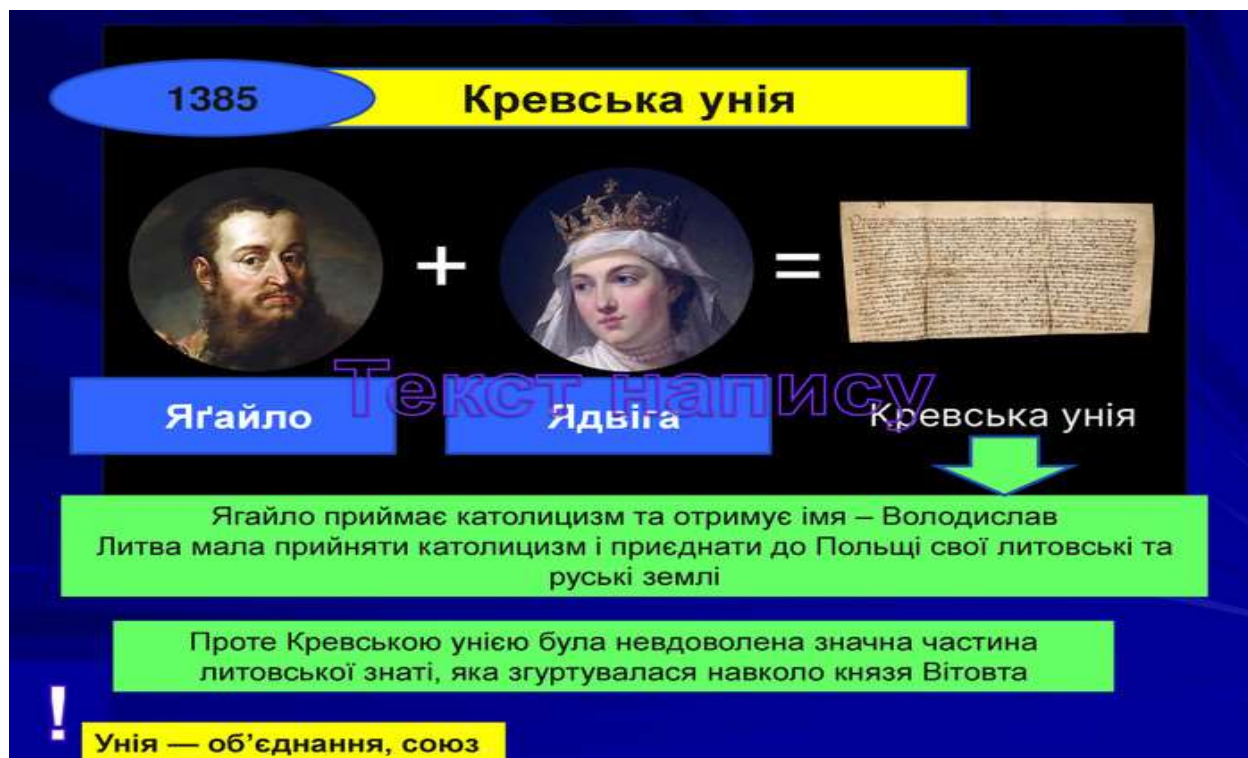 1385
Кревська унія
+
=
Текст напису
Яґайло
Ядвіга
Кревська унія
Ягайло приймає католицизм та отримує імя – Володислав
Литва мала прийняти католицизм і приєднати до Польщі свої литовські та
руські землі
Проте Кревською унією була невдоволена значна частина
литовської знаті, яка згуртувалася навколо князя Вітовта
!
Унія — об’єднання, союз